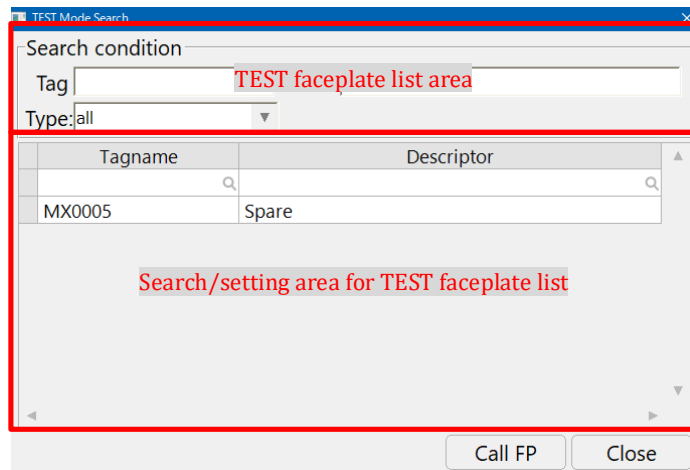 TEST Mode Search
Search condition
Tag
TEST faceplate list area
Type: all
Tagname Descriptor
MX0005 Spare
Search/setting area for TEST faceplate list
Call FP Close